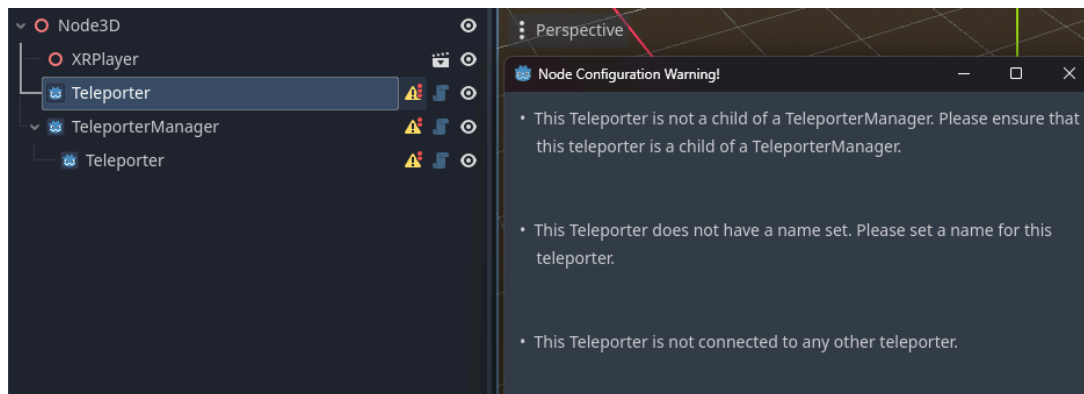 Node3D
XRPlayer
Teleporter
TeleporterManager
Teleporter
Perspective
Node Configuration Warning!
• This Teleporter is not a child of a TeleporterManager. Please ensure that
this teleporter is a child of a TeleporterManager.
• This Teleporter does not have a name set. Please set a name for this
teleporter.
• This Teleporter is not connected to any other teleporter.